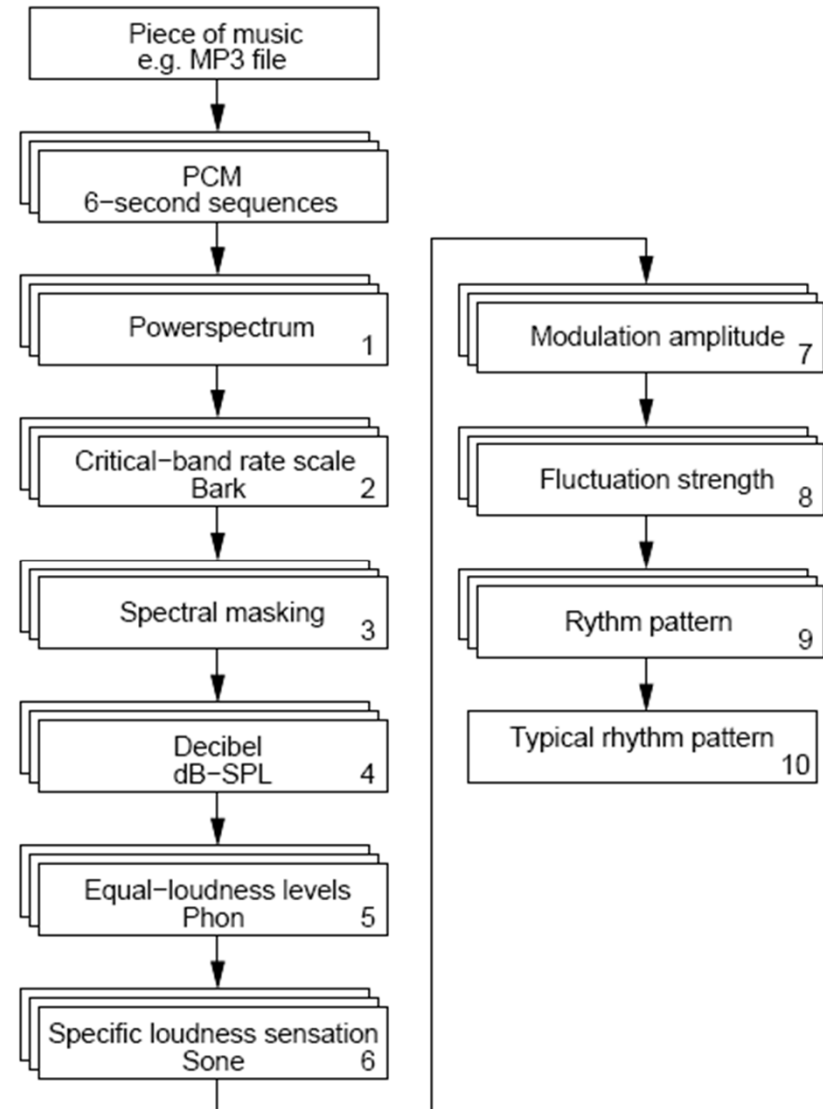 Piece of music
e.g. MP3 file
PCM
6-second sequences
Powerspectrum
1
Critical-band rate scale
Bark
2
Spectral masking
3
Decibel
dB-SPL
4
Equal-loudness levels
Phon
5
Specific loudness sensation
Sone
6
Modulation amplitude
7
Fluctuation strength
8
Rythm pattern
9
Typical rhythm pattern
10